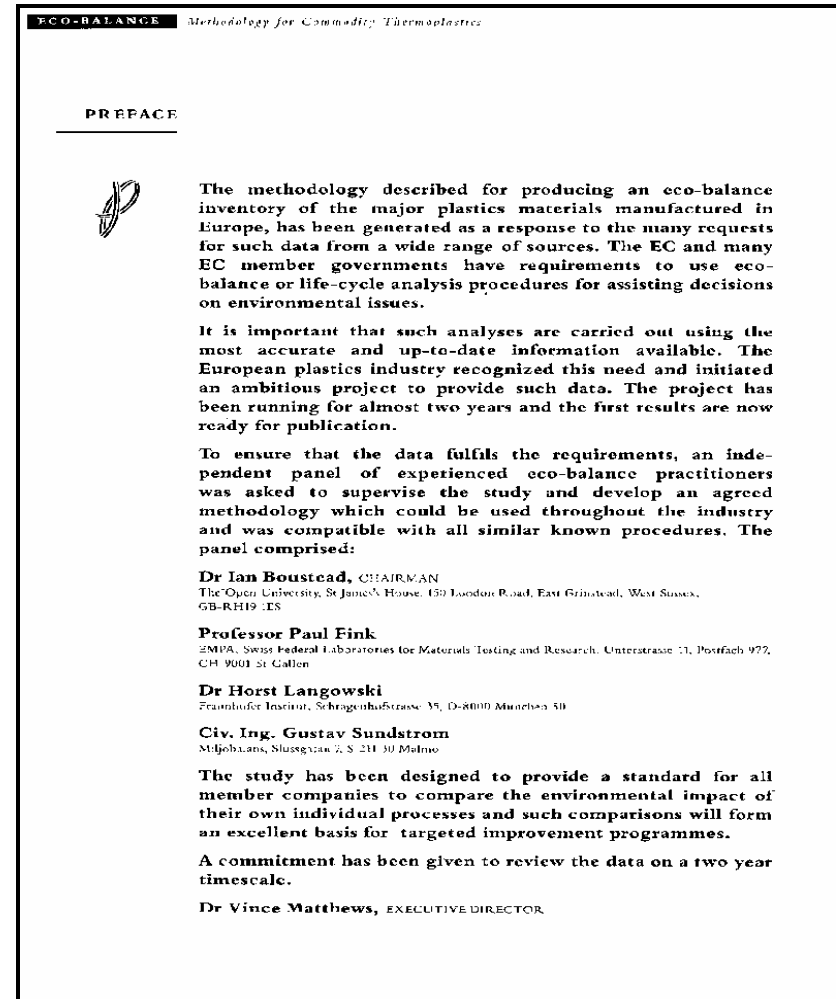 ECO-BALANCE Methodology for Commodity Thermoplastics
PREFACE
The methodology described for producing an eco-balance
inventory of the major plastics materials manufactured in
Europe, has been generated as a response to the many requests
for such data from a wide range of sources. The EC and many
EC member governments have requirements to use eco-
balance or life-cycle analysis procedures for assisting decisions
on environmental issues.
It is important that such analyses are carried out using the
most accurate and up-to-date information available. The
European plastics industry recognized this need and initiated
an ambitious project to provide such data. The project has
been running for almost two years and the first results are now
ready for publication.
To ensure that the data fulfils the requirements, an inde-
pendent panel of experienced eco-balance practitioners
was asked to supervise the study and develop an agreed
methodology which could be used throughout the industry
and was compatible with all similar known procedures. The
panel comprised:
Dr Ian Boustead, CHAIRMAN
The Open University, St James's House, 150 London Road, East Grinstead, West Sussex,
GB-RH19 1ES
Professor Paul Fink
EMPA, Swiss Federal Laboratories for Materials Testing and Research, Unterstrasse 11, Postfach 977,
CH 9001 St Gallen
Dr Horst Langowski
Fraunhofer Institut, Schragenhofstrasse 35, D-8000 Munchen 50
Civ. Ing. Gustav Sundstrom
Miljobalans, Slussgatan 7, S 211 30 Malmo
The study has been designed to provide a standard for all
member companies to compare the environmental impact of
their own individual processes and such comparisons will form
an excellent basis for targeted improvement programmes.
A commitment has been given to review the data on a two year
timescale.
Dr Vince Matthews, EXECUTIVE DIRECTOR